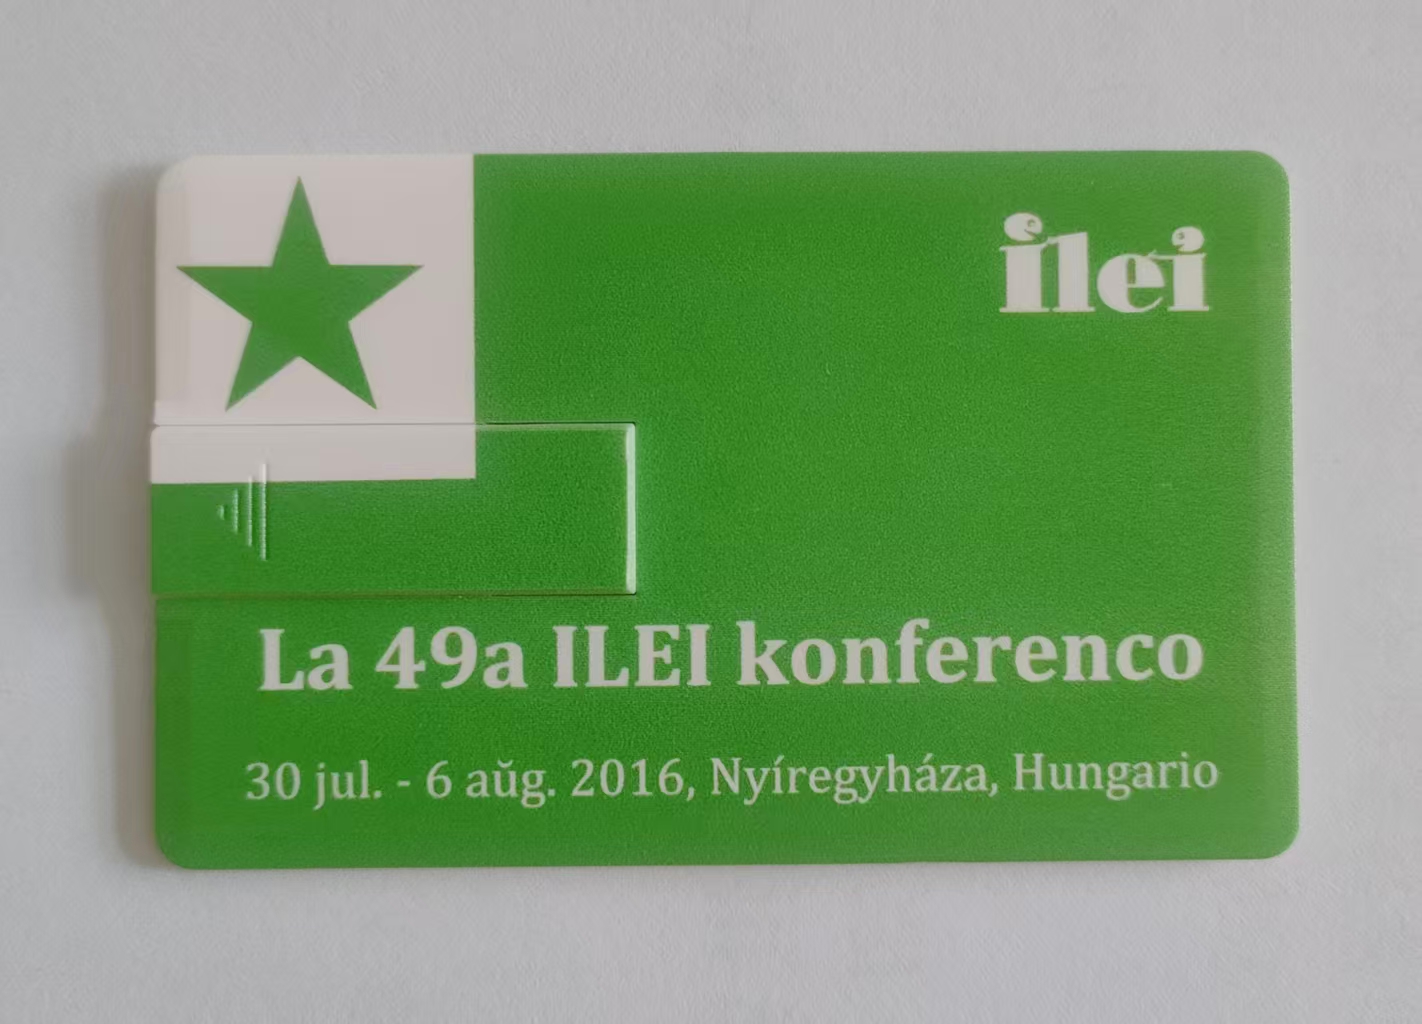 ilei
La 49a ILEI konferenco
30 jul. - 6 aŭg. 2016, Nyíregyháza, Hungario